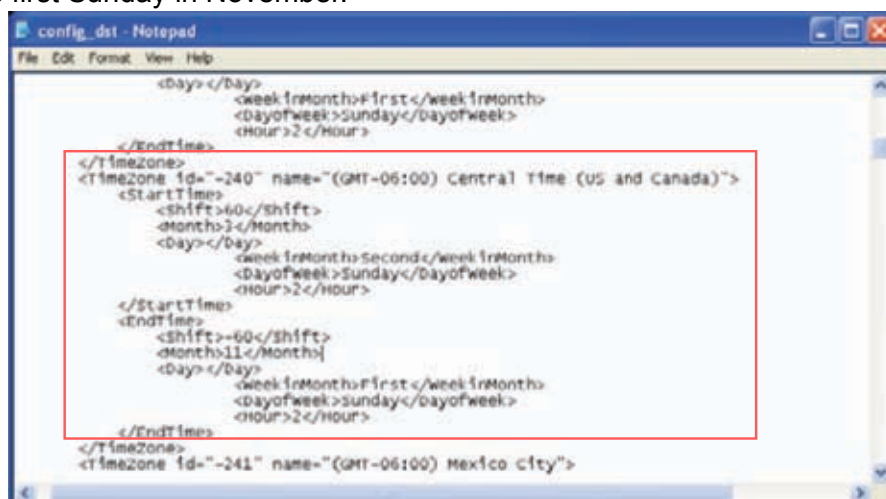 first Sunday in November.
config_dst - Notepad
File Edit Format View Help
<Day></Day>
<WeekinMonth>First</WeekinMonth>
<DayofWeek>Sunday</DayofWeek>
<Hour>2</Hour>
</EndTime>
</TimeZone>
<TimeZone id="-240" name="(GMT-06:00) Central Time (US and Canada)">
<StartTime>
<Shift>60</Shift>
<Month>3</Month>
<Day></Day>
<WeekinMonth>Second</WeekinMonth>
<DayofWeek>Sunday</DayofWeek>
<Hour>2</Hour>
</StartTime>
<EndTime>
<Shift>-60</Shift>
<Month>11</Month>
<Day></Day>
<WeekinMonth>First</WeekinMonth>
<DayofWeek>Sunday</DayofWeek>
<Hour>2</Hour>
</EndTime>
</TimeZone>
<TimeZone id="-241" name="(GMT-06:00) Mexico City">